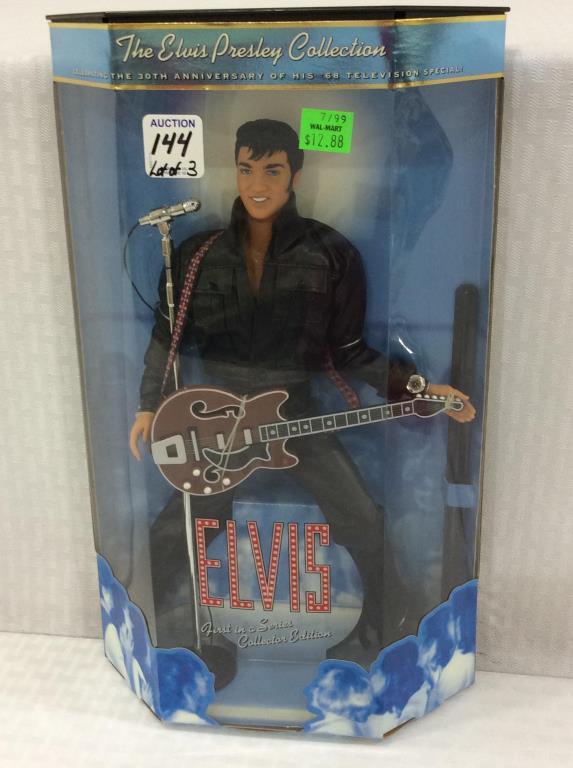 The Elvis Presley Collection
CELEBRATING THE 30TH ANNIVERSARY OF HIS '68 TELEVISION SPECIAL!
AUCTION
144
Lot of 3
7/99
WAL-MART
$12.88
ELVIS
First in a Series
Collector Edition